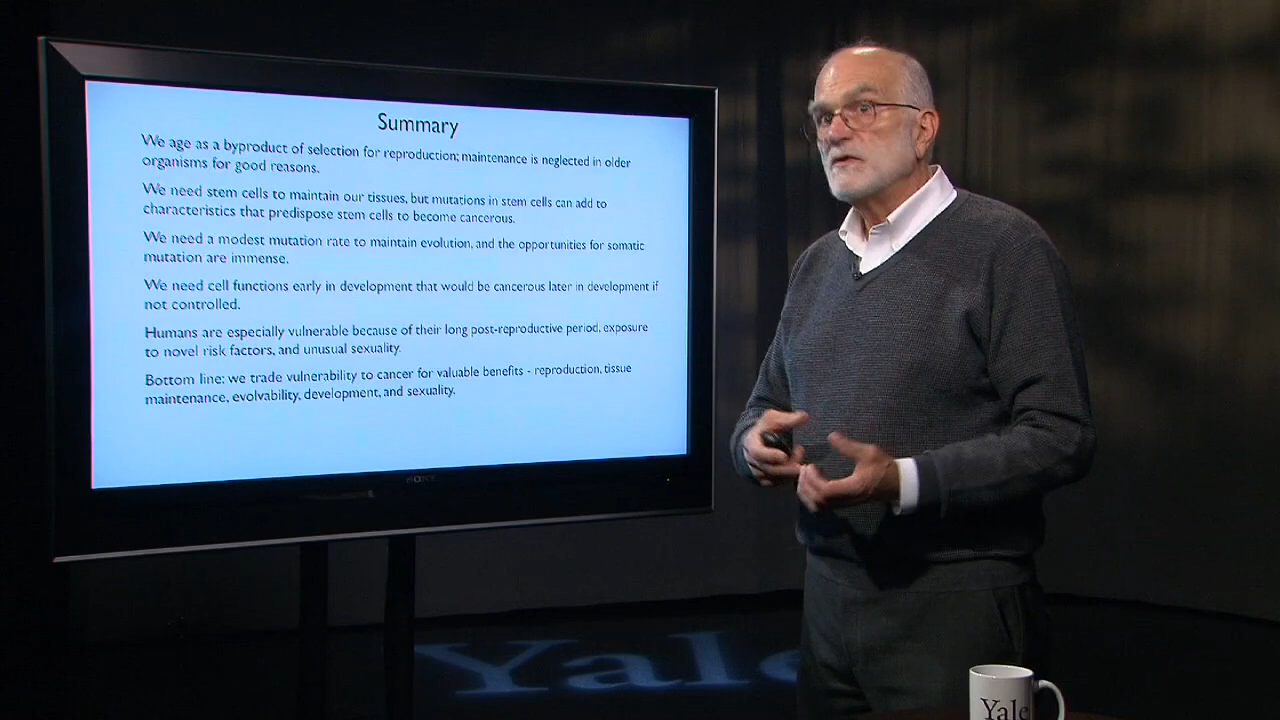 Summary
We age as a byproduct of selection for reproduction; maintenance is neglected in older
organisms for good reasons.
We need stem cells to maintain our tissues, but mutations in stem cells can add to
characteristics that predispose stem cells to become cancerous.
We need a modest mutation rate to maintain evolution, and the opportunities for somatic
mutation are immense.
We need cell functions early in development that would be cancerous later in development if
not controlled.
Humans are especially vulnerable because of their long post-reproductive period, exposure
to novel risk factors, and unusual sexuality.
Bottom line: we trade vulnerability to cancer for valuable benefits - reproduction, tissue
maintenance, evolvability, development, and sexuality.
Yale
Yale